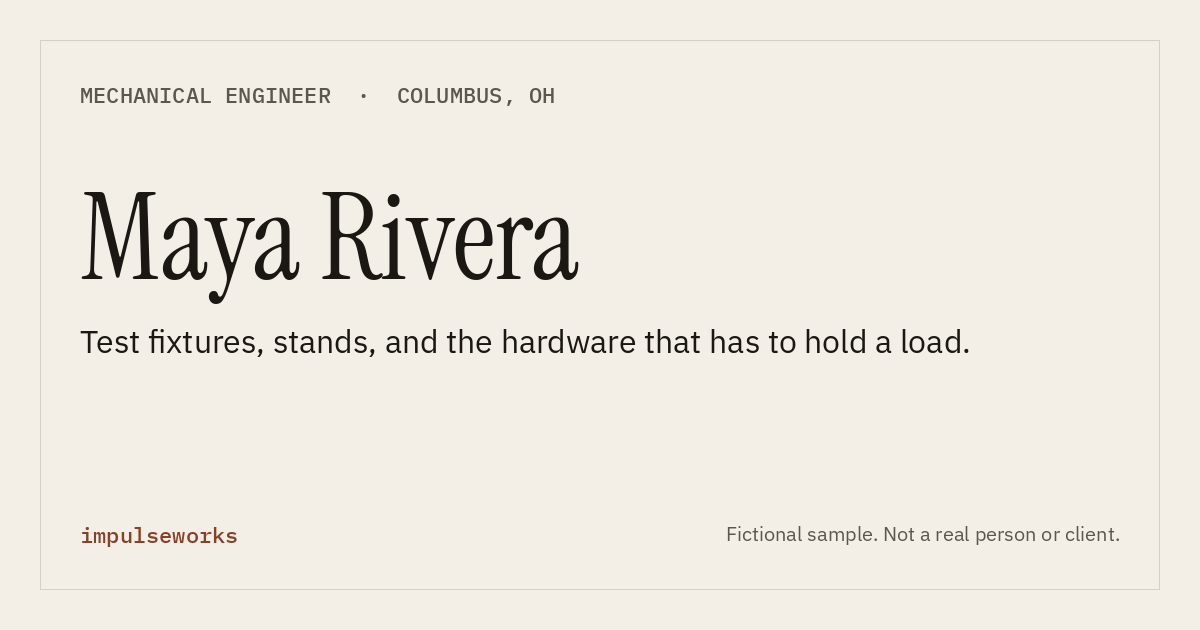 MECHANICAL ENGINEER · COLUMBUS, OH
Maya Rivera
Test fixtures, stands, and the hardware that has to hold a load.
impulseworks
Fictional sample. Not a real person or client.